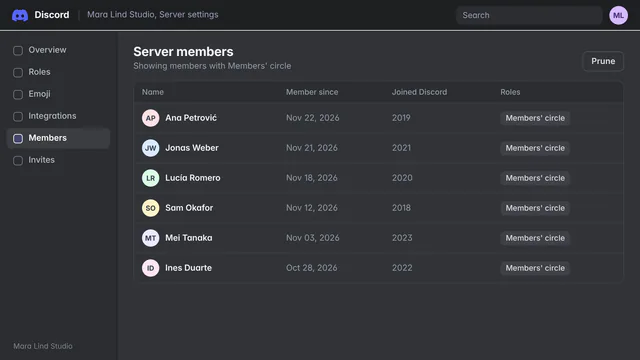 Discord
Mara Lind Studio, Server settings
Search
ML
Overview
Roles
Emoji
Integrations
Members
Invites
Mara Lind Studio
Server members
Showing members with Members' circle
Prune
Name Member since Joined Discord Roles
AP Ana Petrović Nov 22, 2026 2019 Members' circle
JW Jonas Weber Nov 21, 2026 2021 Members' circle
LR Lucía Romero Nov 18, 2026 2020 Members' circle
SO Sam Okafor Nov 12, 2026 2018 Members' circle
MT Mei Tanaka Nov 03, 2026 2023 Members' circle
ID Ines Duarte Oct 28, 2026 2022 Members' circle